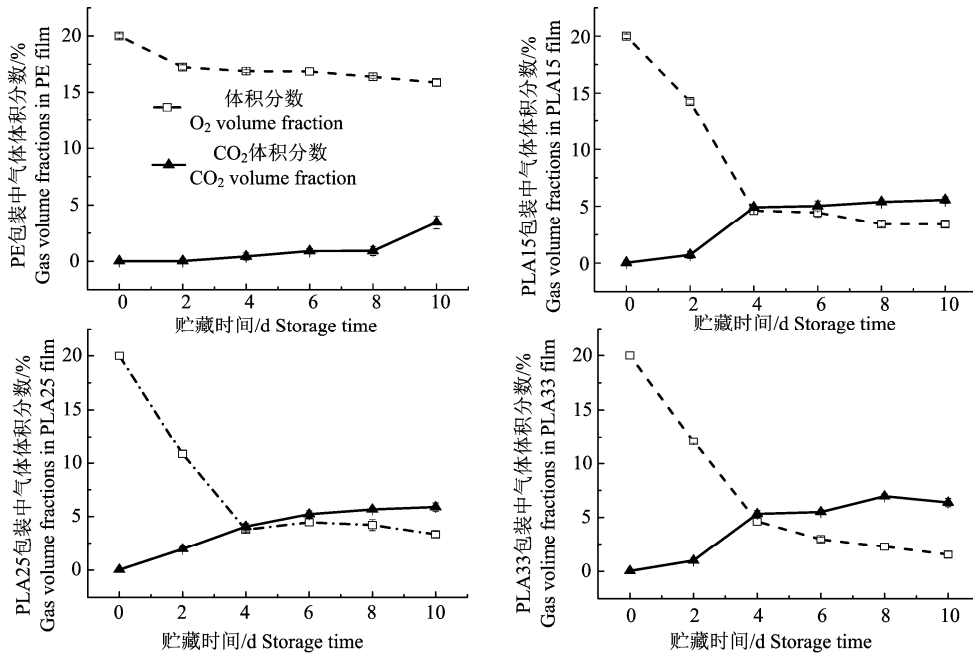 PE包装中气体体积分数/%
Gas volume fractions in PE film
20
15
10
5
0
体积分数
O₂ volume fraction
CO₂体积分数
CO₂ volume fraction
0 2 4 6 8 10
贮藏时间/d Storage time
PLA15包装中气体体积分数/%
Gas volume fractions in PLA15 film
20
15
10
5
0
0 2 4 6 8 10
贮藏时间/d Storage time
PLA25包装中气体体积分数/%
Gas volume fractions in PLA25 film
20
15
10
5
0
0 2 4 6 8 10
贮藏时间/d Storage time
PLA33包装中气体体积分数/%
Gas volime fractions in PLA33 film
20
15
10
5
0
0 2 4 6 8 10
贮藏时间/d Storage time